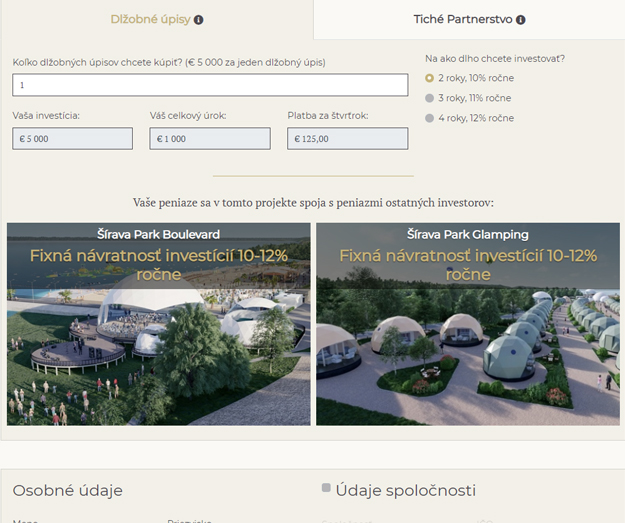 Dlžobné úpisy
Tiché Partnerstvo
Koľko dlžobných úpisov chcete kúpiť? (€ 5 000 za jeden dlžobný úpis)
1
Na ako dlho chcete investovať?
2 roky, 10% ročne
3 roky, 11% ročne
4 roky, 12% ročne
Vaša investícia:
Váš celkový úrok:
Platba za štvrťrok:
€ 5 000
€ 1 000
€ 125,00
Vaše peniaze sa v tomto projekte spoja s peniazmi ostatných investorov:
Šírava Park Boulevard
Fixná návratnosť investícií 10-12%
ročne
Šírava Park Glamping
Fixná návratnosť investícií 10-12%
ročne
Osobné údaje
Údaje spoločnosti